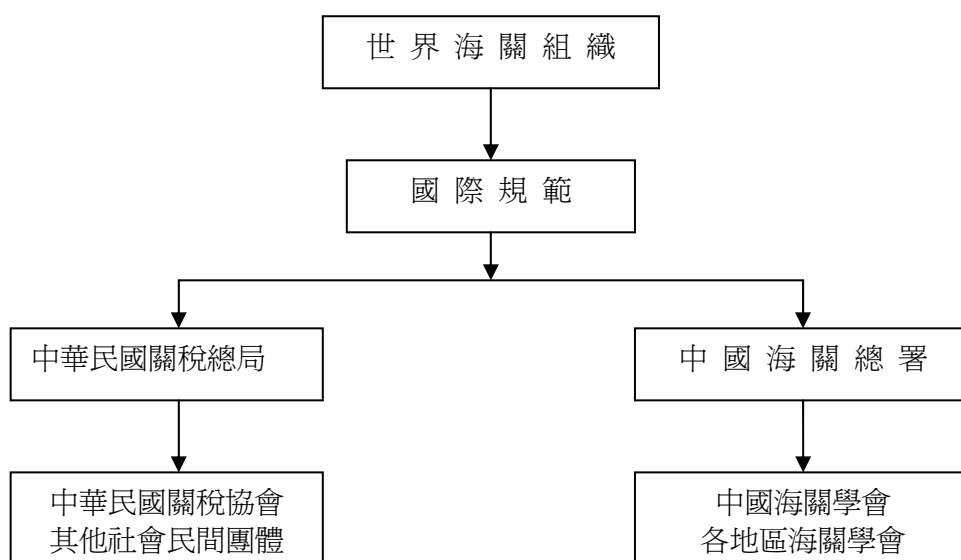 世界海關組織
國際規範
中華民國關稅總局
中國海關總署
中華民國關稅協會
其他社會民間團體
中國海關學會
各地區海關學會